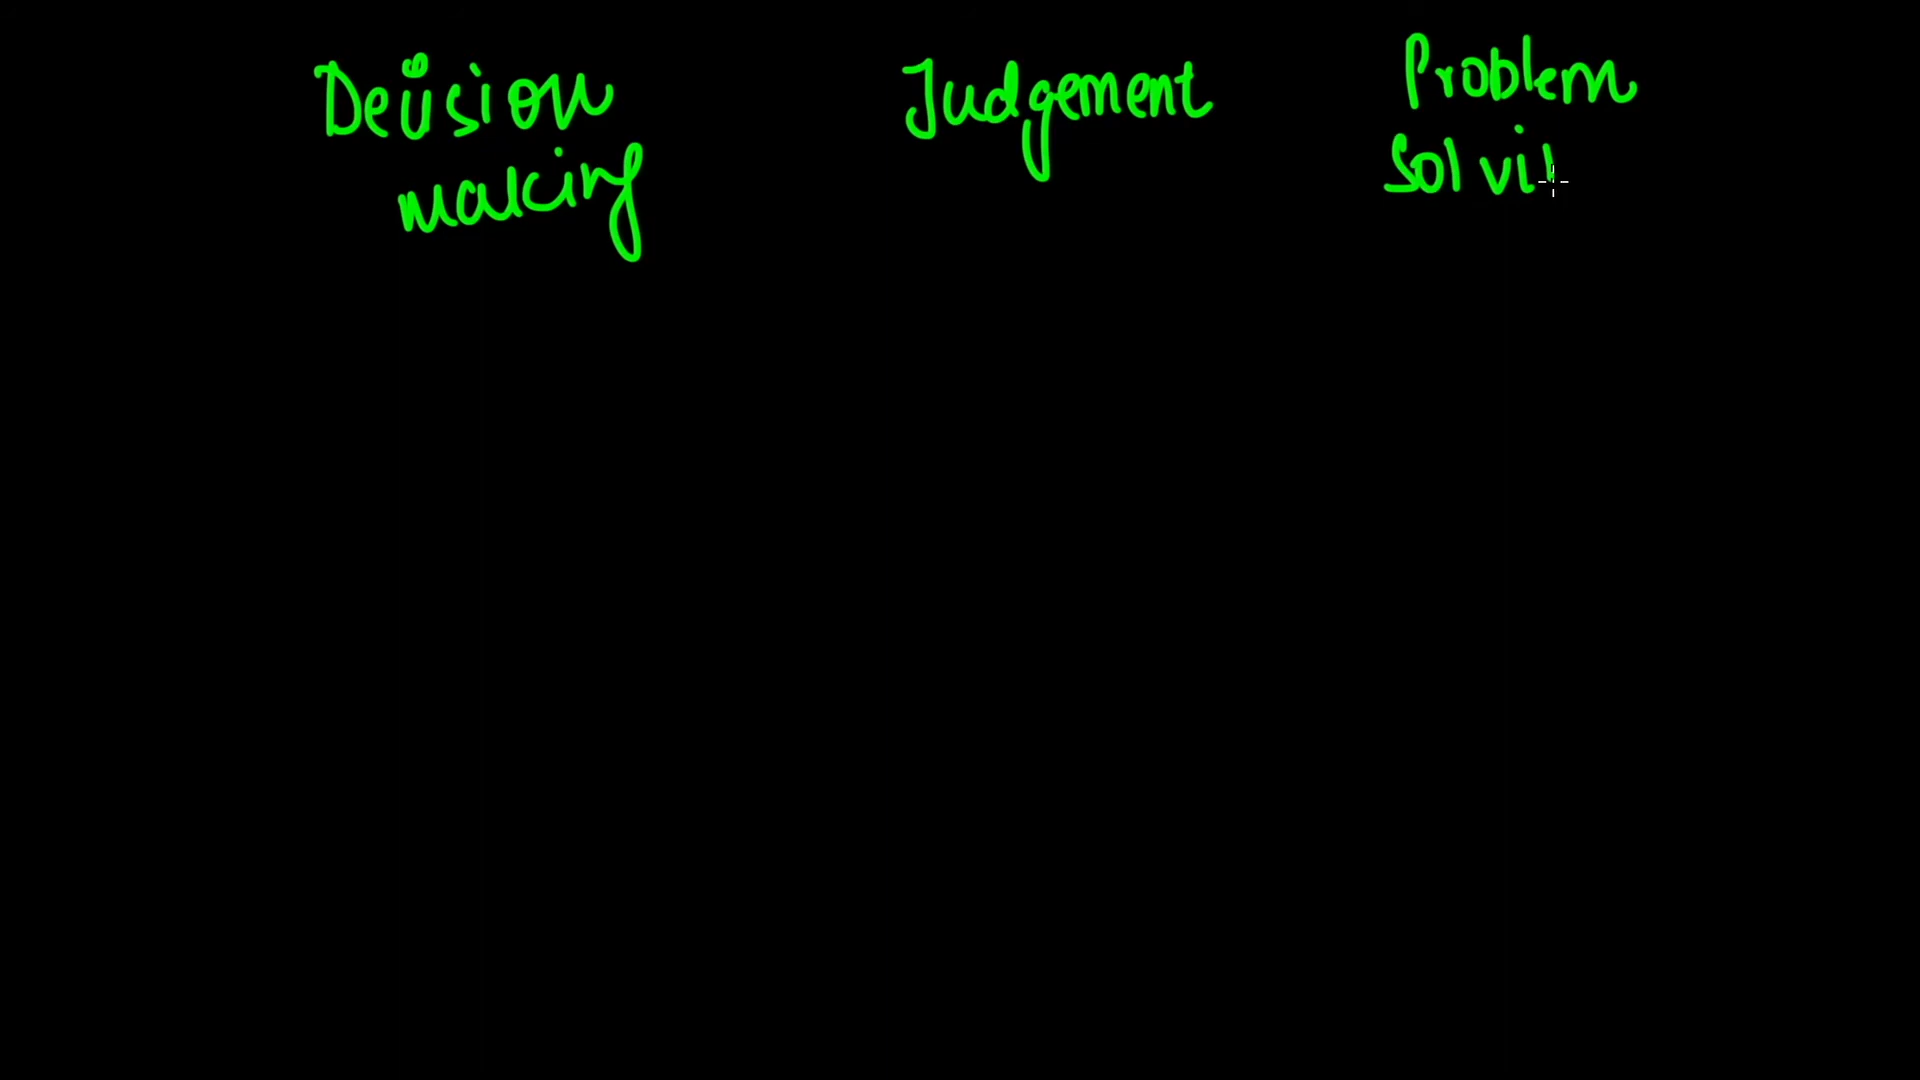 Decision
making
Judgement
Problem
Solvi